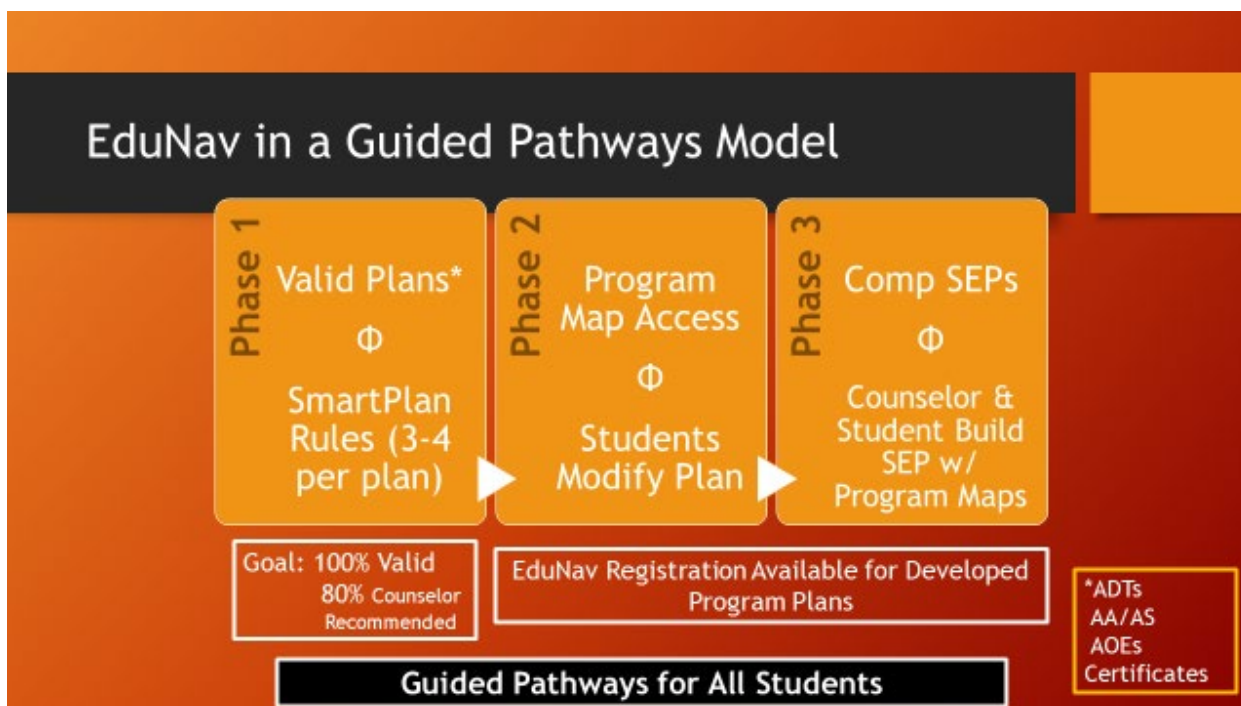 EduNav in a Guided Pathways Model
Phase 1
Valid Plans*
Φ
SmartPlan
Rules (3-4
per plan)
Phase 2
Program
Map Access
Φ
Students
Modify Plan
Phase 3
Comp SEPs
Φ
Counselor &
Student Build
SEP w/
Program Maps
Goal: 100% Valid
80% Counselor
Recommended
EduNav Registration Available for Developed
Program Plans
*ADTs
AA/AS
AOEs
Certificates
Guided Pathways for All Students